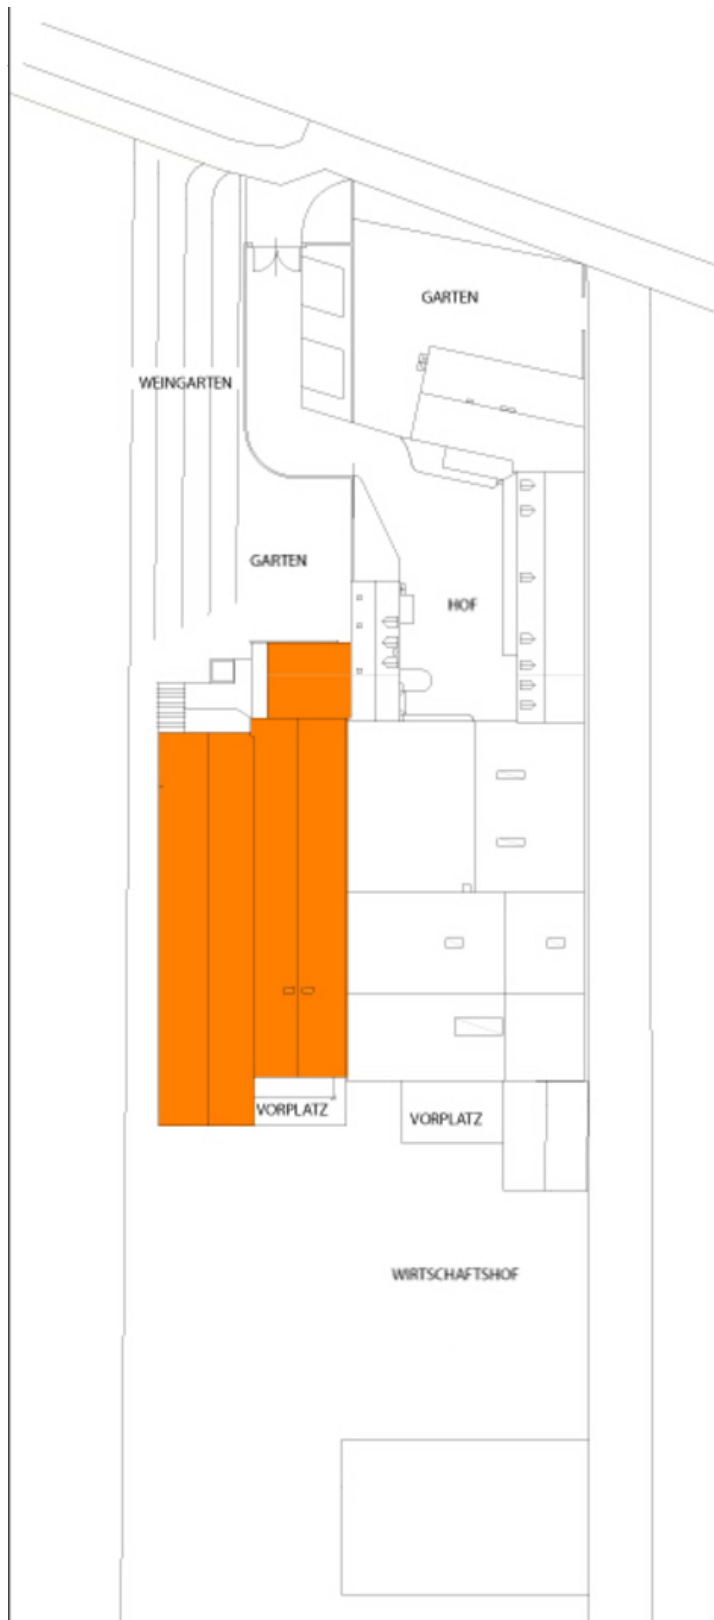 GARTEN
WEINGARTEN
GARTEN
HOF
VORPLATZ
VORPLATZ
WIRTSCHAFTSHOF